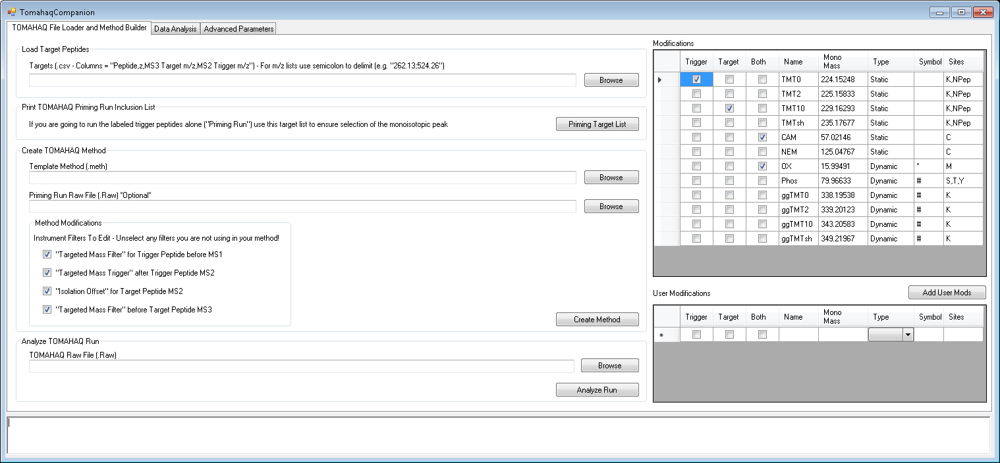 TomahaqCompanion
TOMAHAQ File Loader and Method Builder Data Analysis Advanced Parameters
Load Target Peptides
Targets (.csv - Columns = "Peptide,z,MS3 Target m/z,MS2 Trigger m/z") - For m/z lists use semicolon to delimit (e.g. "262.13;524.26")
Browse
Print TOMAHAQ Priming Run Inclusion List
If you are going to run the labeled trigger peptides alone ("Priming Run") use this target list to ensure selection of the monoisotopic peak
Priming Target List
Create TOMAHAQ Method
Template Method (.meth)
Browse
Priming Run Raw File (.Raw) *Optional*
Browse
Method Modifications
Instrument Filters To Edit - Unselect any filters you are not using in your method!
"Targeted Mass Filter" for Trigger Peptide before MS1
"Targeted Mass Trigger" after Trigger Peptide MS2
"Isolation Offset" for Target Peptide MS2
"Targeted Mass Filter" before Target Peptide MS3
Create Method
Analyze TOMAHAQ Run
TOMAHAQ Raw File (.Raw)
Browse
Analyze Run
Modifications
Trigger Target Both Name Mono Mass Type Symbol Sites
TMT0 224.15248 Static K,NPep
TMT2 225.15833 Static K,NPep
TMT10 229.16293 Static K,NPep
TMTsh 235.17677 Static K,NPep
CAM 57.02146 Static C
NEM 125.04767 Static C
OX 15.99491 Dynamic * M
Phos 79.96633 Dynamic # S,T,Y
ggTMT0 338.19538 Dynamic # K
ggTMT2 339.20123 Dynamic # K
ggTMT10 343.20583 Dynamic # K
ggTMTsh 349.21967 Dynamic # K
User Modifications
Add User Mods
Trigger Target Both Name Mono Mass Type Symbol Sites
*